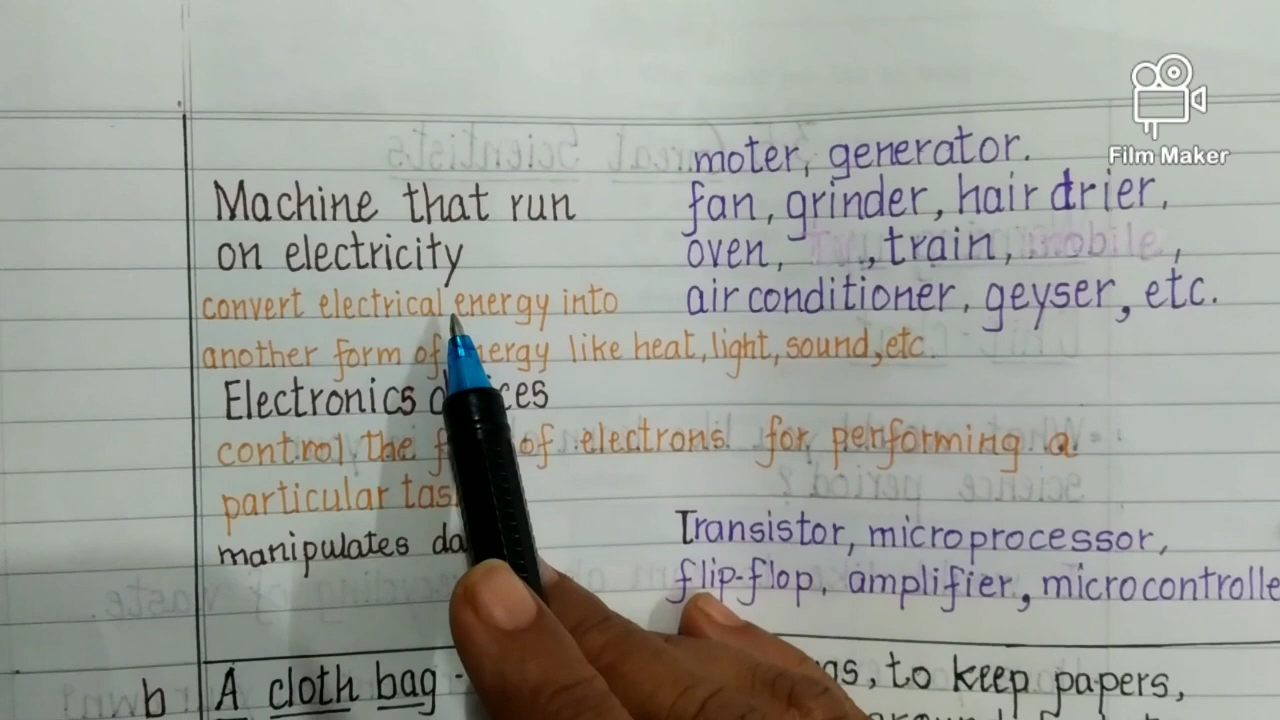 Film Maker
moter, generator.
Machine that run
on electricity
fan, grinder, hair drier,
oven, , train, mobile,
air conditioner, geyser, etc.
convert electrical energy into
another form of energy like heat, light, sound, etc.
Electronics
control the of electrons for performing a
particular
manipulates
Transistor, microprocessor,
flip-flop, amplifier, microcontrolle
b A cloth bag - to keep papers,